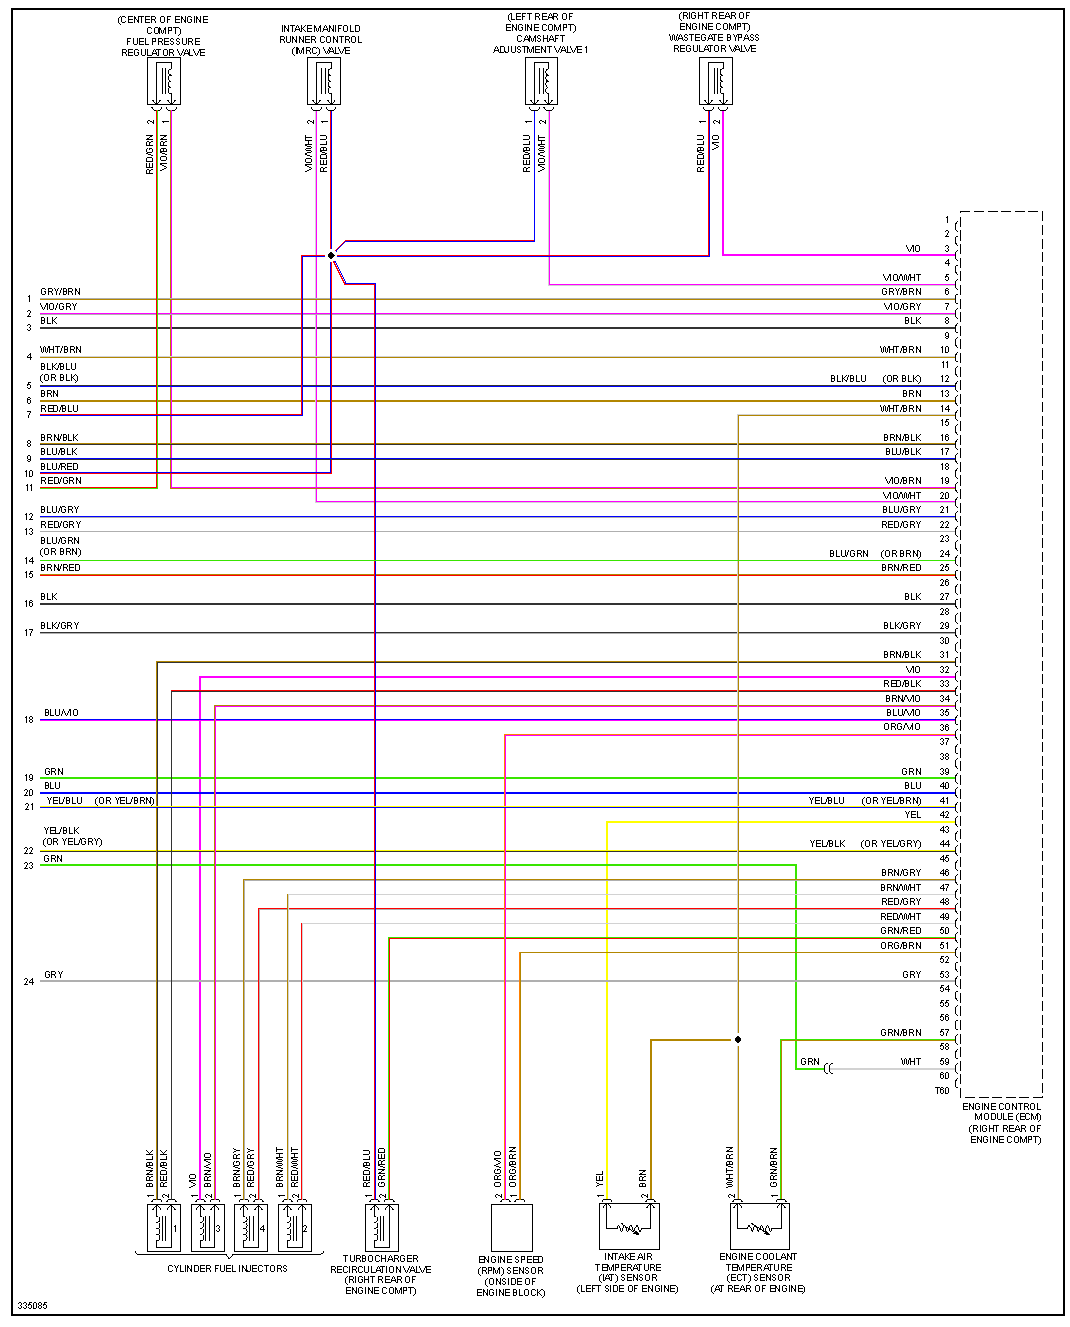 (CENTER OF ENGINE
COMPT)
FUEL PRESSURE
REGULATOR VALVE
INTAKE MANIFOLD
RUNNER CONTROL
(IMRC) VALVE
(LEFT REAR OF
ENGINE COMPT)
CAMSHAFT
ADJUSTMENT VALVE 1
(RIGHT REAR OF
ENGINE COMPT)
WASTEGATE BYPASS
REGULATOR VALVE
2 RED/GRN
1 VIO/BRN
2 VIO/WHT
1 RED/BLU
1 RED/BLU
2 VIO/WHT
1 RED/BLU
2 VIO
1
2
VIO 3
4
VIO/WHT 5
1 GRY/BRN GRY/BRN 6
2 VIO/GRY VIO/GRY 7
3 BLK BLK 8
9
4 WHT/BRN WHT/BRN 10
11
BLK/BLU
5 (OR BLK) BLK/BLU (OR BLK) 12
6 BRN BRN 13
7 RED/BLU WHT/BRN 14
15
8 BRN/BLK BRN/BLK 16
9 BLU/BLK BLU/BLK 17
10 BLU/RED 18
11 RED/GRN VIO/BRN 19
VIO/WHT 20
12 BLU/GRY BLU/GRY 21
13 RED/GRY RED/GRY 22
BLU/GRN 23
14 (OR BRN) BLU/GRN (OR BRN) 24
15 BRN/RED BRN/RED 25
26
16 BLK BLK 27
28
17 BLK/GRY BLK/GRY 29
30
BRN/BLK 31
VIO 32
RED/BLK 33
BRN/VIO 34
18 BLU/VIO BLU/VIO 35
ORG/VIO 36
37
38
19 GRN GRN 39
20 BLU BLU 40
21 YEL/BLU (OR YEL/BRN) YEL/BLU (OR YEL/BRN) 41
YEL 42
YEL/BLK 43
22 (OR YEL/GRY) YEL/BLK (OR YEL/GRY) 44
23 GRN 45
BRN/GRY 46
BRN/WHT 47
RED/GRY 48
RED/WHT 49
GRN/RED 50
ORG/BRN 51
52
24 GRY GRY 53
54
55
56
GRN/BRN 57
58
GRN WHT 59
60
T60
ENGINE CONTROL
MODULE (ECM)
(RIGHT REAR OF
ENGINE COMPT)
1 BRN/BLK
2 RED/BLK
1 VIO
2 BRN/VIO
1 BRN/GRY
2 RED/GRY
1 BRN/WHT
2 RED/WHT
1 RED/BLU
2 GRN/RED
2 ORG/VIO
1 ORG/BRN
1 YEL
2 BRN
2 WHT/BRN
1 GRN/BRN
1
3
4
2
CYLINDER FUEL INJECTORS
TURBOCHARGER
RECIRCULATION VALVE
(RIGHT REAR OF
ENGINE COMPT)
ENGINE SPEED
(RPM) SENSOR
(ONSIDE OF
ENGINE BLOCK)
INTAKE AIR
TEMPERATURE
(IAT) SENSOR
(LEFT SIDE OF ENGINE)
ENGINE COOLANT
TEMPERATURE
(ECT) SENSOR
(AT REAR OF ENGINE)
335085